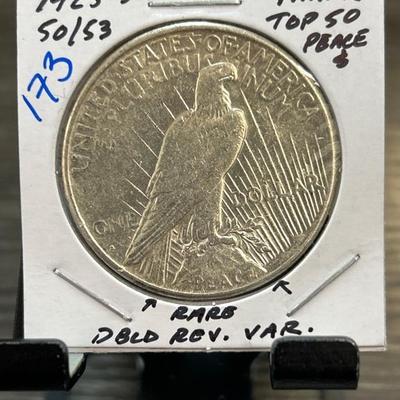 50/53
TOP 50
PEACE
$
173
UNITED STATES OF AMERICA
E PLURIBUS UNUM
ONE DOLLAR
PEACE
RARE
DBLD REV. VAR.